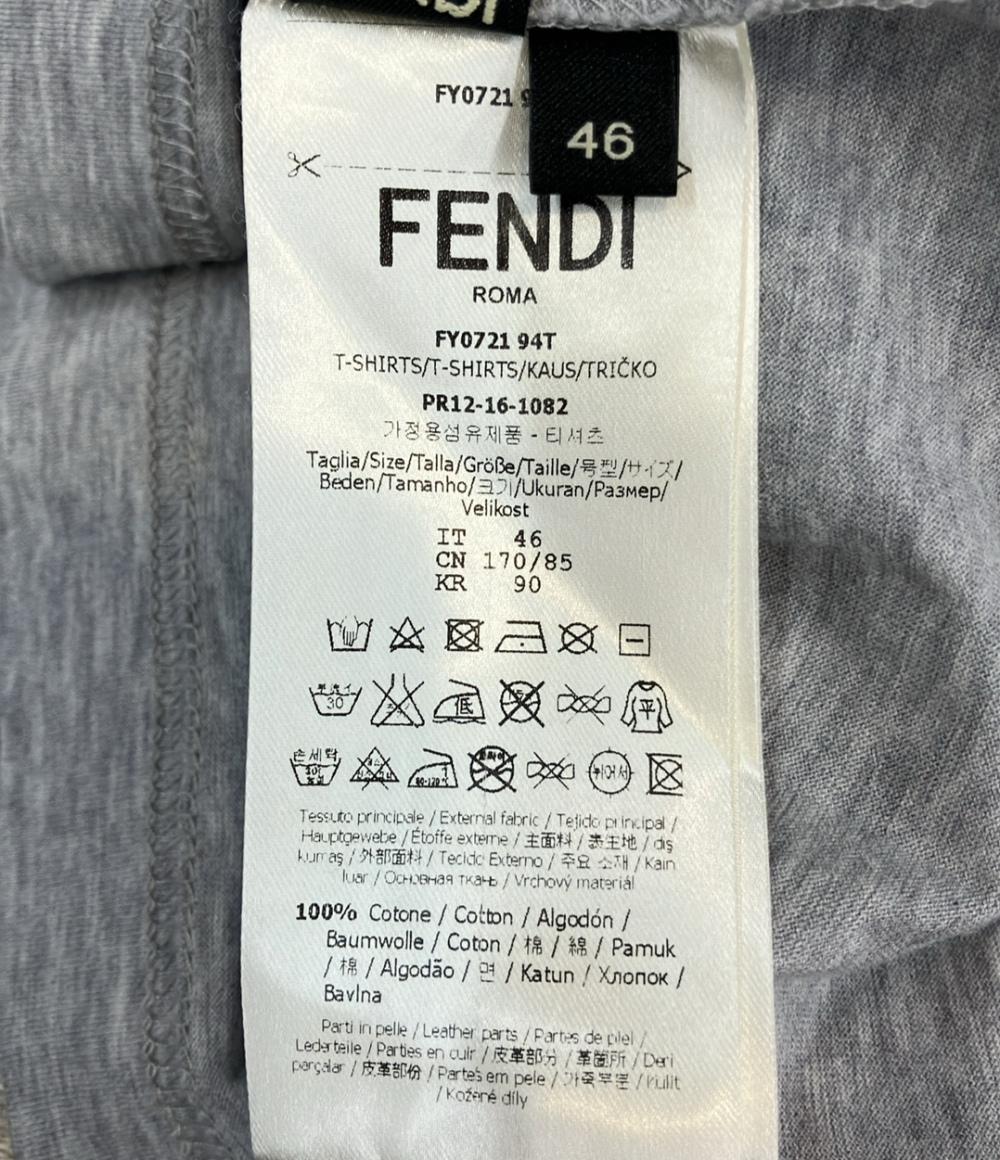 FY0721 9
46
FENDI
ROMA
FY0721 94T
T-SHIRTS/T-SHIRTS/KAUS/TRIČKO
PR12-16-1082
가정용섬유제품 - 티셔츠
Taglia/Size/Talla/Größe/Taille/号型/サイズ/
Beden/Tamanho/크기/Ukuran/Размер/
Velikost
IT 46
CN 170/85
KR 90
30
低
平
손세탁
80-120℃
뉘어서
Tessuto principale / External fabric / Tejido principal /
Hauptgewebe / Étoffe externe / 主面料 / 表生地 / dış
kumaş / 外部面料 / Tecido Externo / 주요 소재 / Kain
luar / Основная ткань / Vrchový materiál
100% Cotone / Cotton / Algodón /
Baumwolle / Coton / 棉 / 綿 / Pamuk
/ 棉 / Algodão / 면 / Katun / Хлопок /
Bavlna
Parti in pelle / Leather parts / Partes de piel /
Lederteile / Parties en cuir / 皮革部分 / 革箇所 / Deri
parçalar / 皮革部份 / Partes em pele / 가죽부분 / Kulit
/ Kožené díly